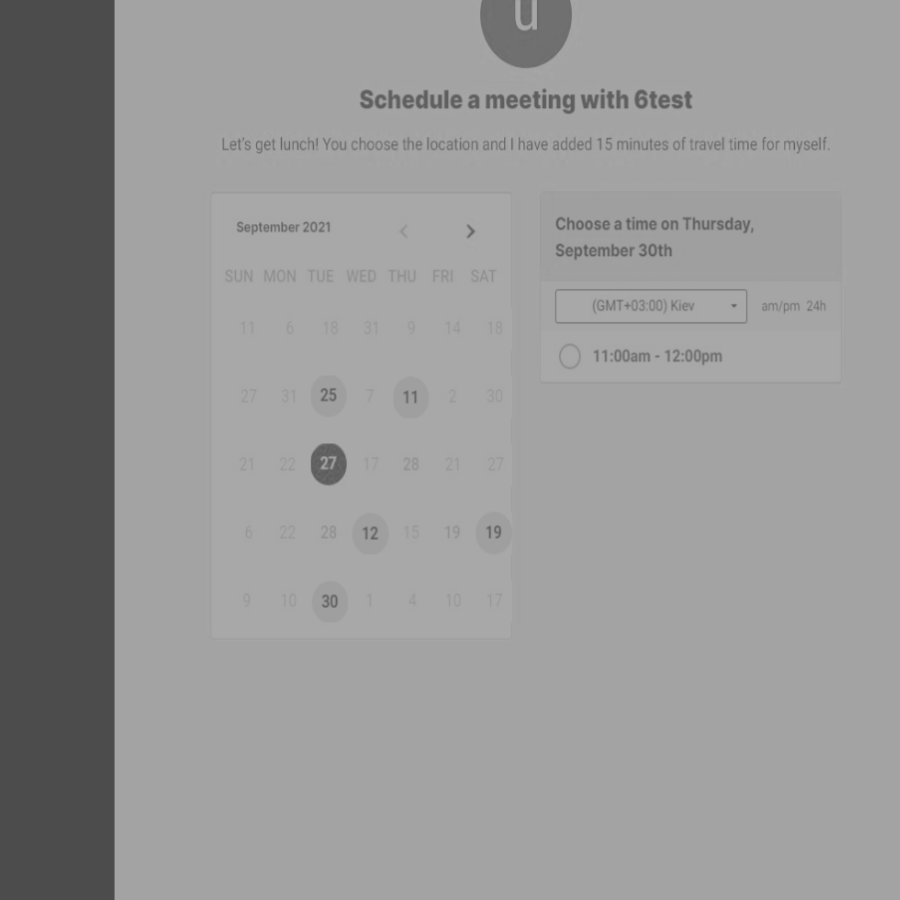 u
Schedule a meeting with 6test
Let's get lunch! You choose the location and I have added 15 minutes of travel time for myself.
September 2021
SUN MON TUE WED THU FRI SAT
11 6 18 31 9 14 18
27 31 25 7 11 2 30
21 22 27 17 28 21 27
6 22 28 12 15 19 19
9 10 30 1 4 10 17
Choose a time on Thursday,
September 30th
(GMT+03:00) Kiev am/pm 24h
11:00am - 12:00pm